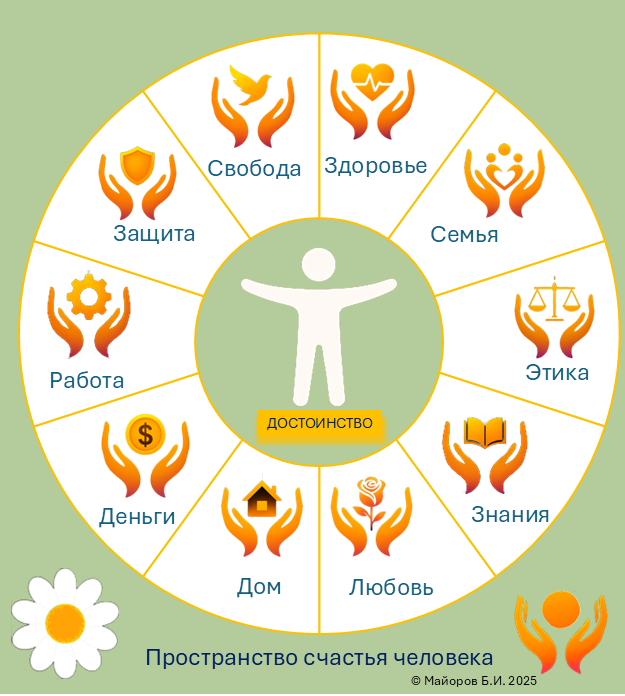 Свобода
Здоровье
Защита
Семья
Работа
Этика
ДОСТОИНСТВО
$
Деньги
Знания
Дом
Любовь
Пространство счастья человека
© Майоров Б.И. 2025